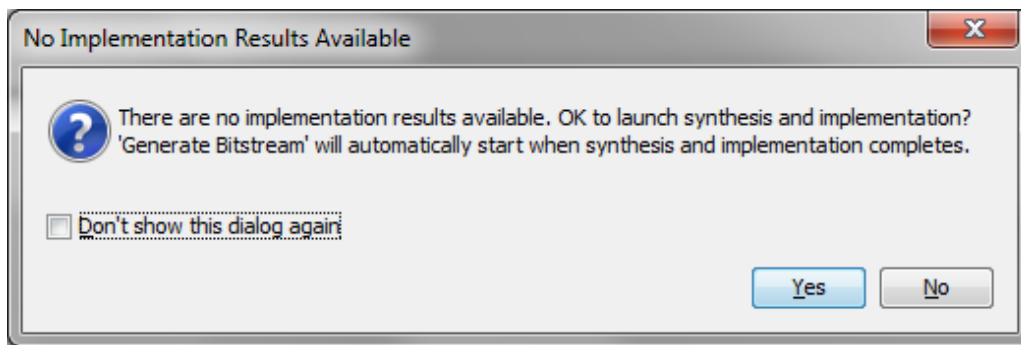 No Implementation Results Available
There are no implementation results available. OK to launch synthesis and implementation?
'Generate Bitstream' will automatically start when synthesis and implementation completes.
Don't show this dialog again
Yes
No